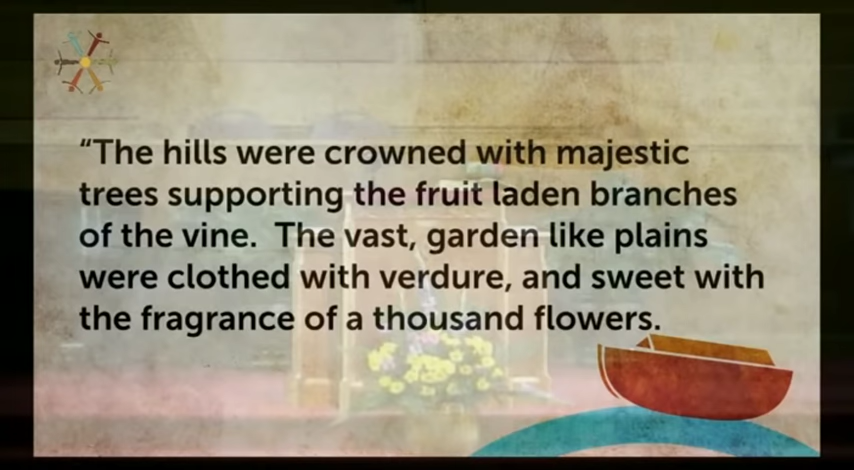 “The hills were crowned with majestic
trees supporting the fruit laden branches
of the vine.  The vast, garden like plains
were clothed with verdure, and sweet with
the fragrance of a thousand flowers.